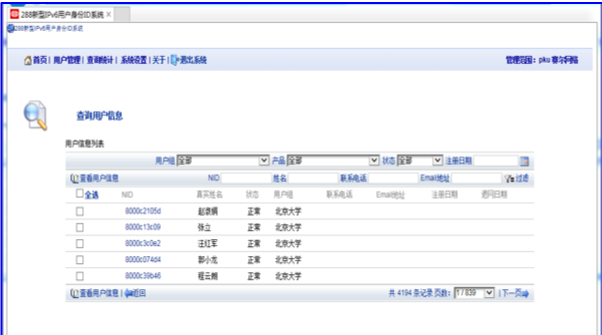 288新型IPv6用户身份ID系统 ×
288新型IPv6用户身份ID系统
首页 | 用户管理 | 查询统计 | 系统设置 | 关于 | 退出系统 管理范围: pku 赛尔网络
查询用户信息
用户信息列表
用户组 全部 产品 全部 状态 全部 注册日期
查看用户信息 NID 姓名 联系电话 Email地址 过滤
全选 NID 真实姓名 状态 用户组 联系电话 Email地址 注册日期 密问日期
8000c2105d 正常 北京大学
8000c13c09 张立 正常 北京大学
8000c3c0e2 汪红军 正常 北京大学
8000c074d4 郭小龙 正常 北京大学
8000c39b46 程云朗 正常 北京大学
查看用户信息 | 返回 共 4194 条记录 页数: 1 / 839 | 下一页